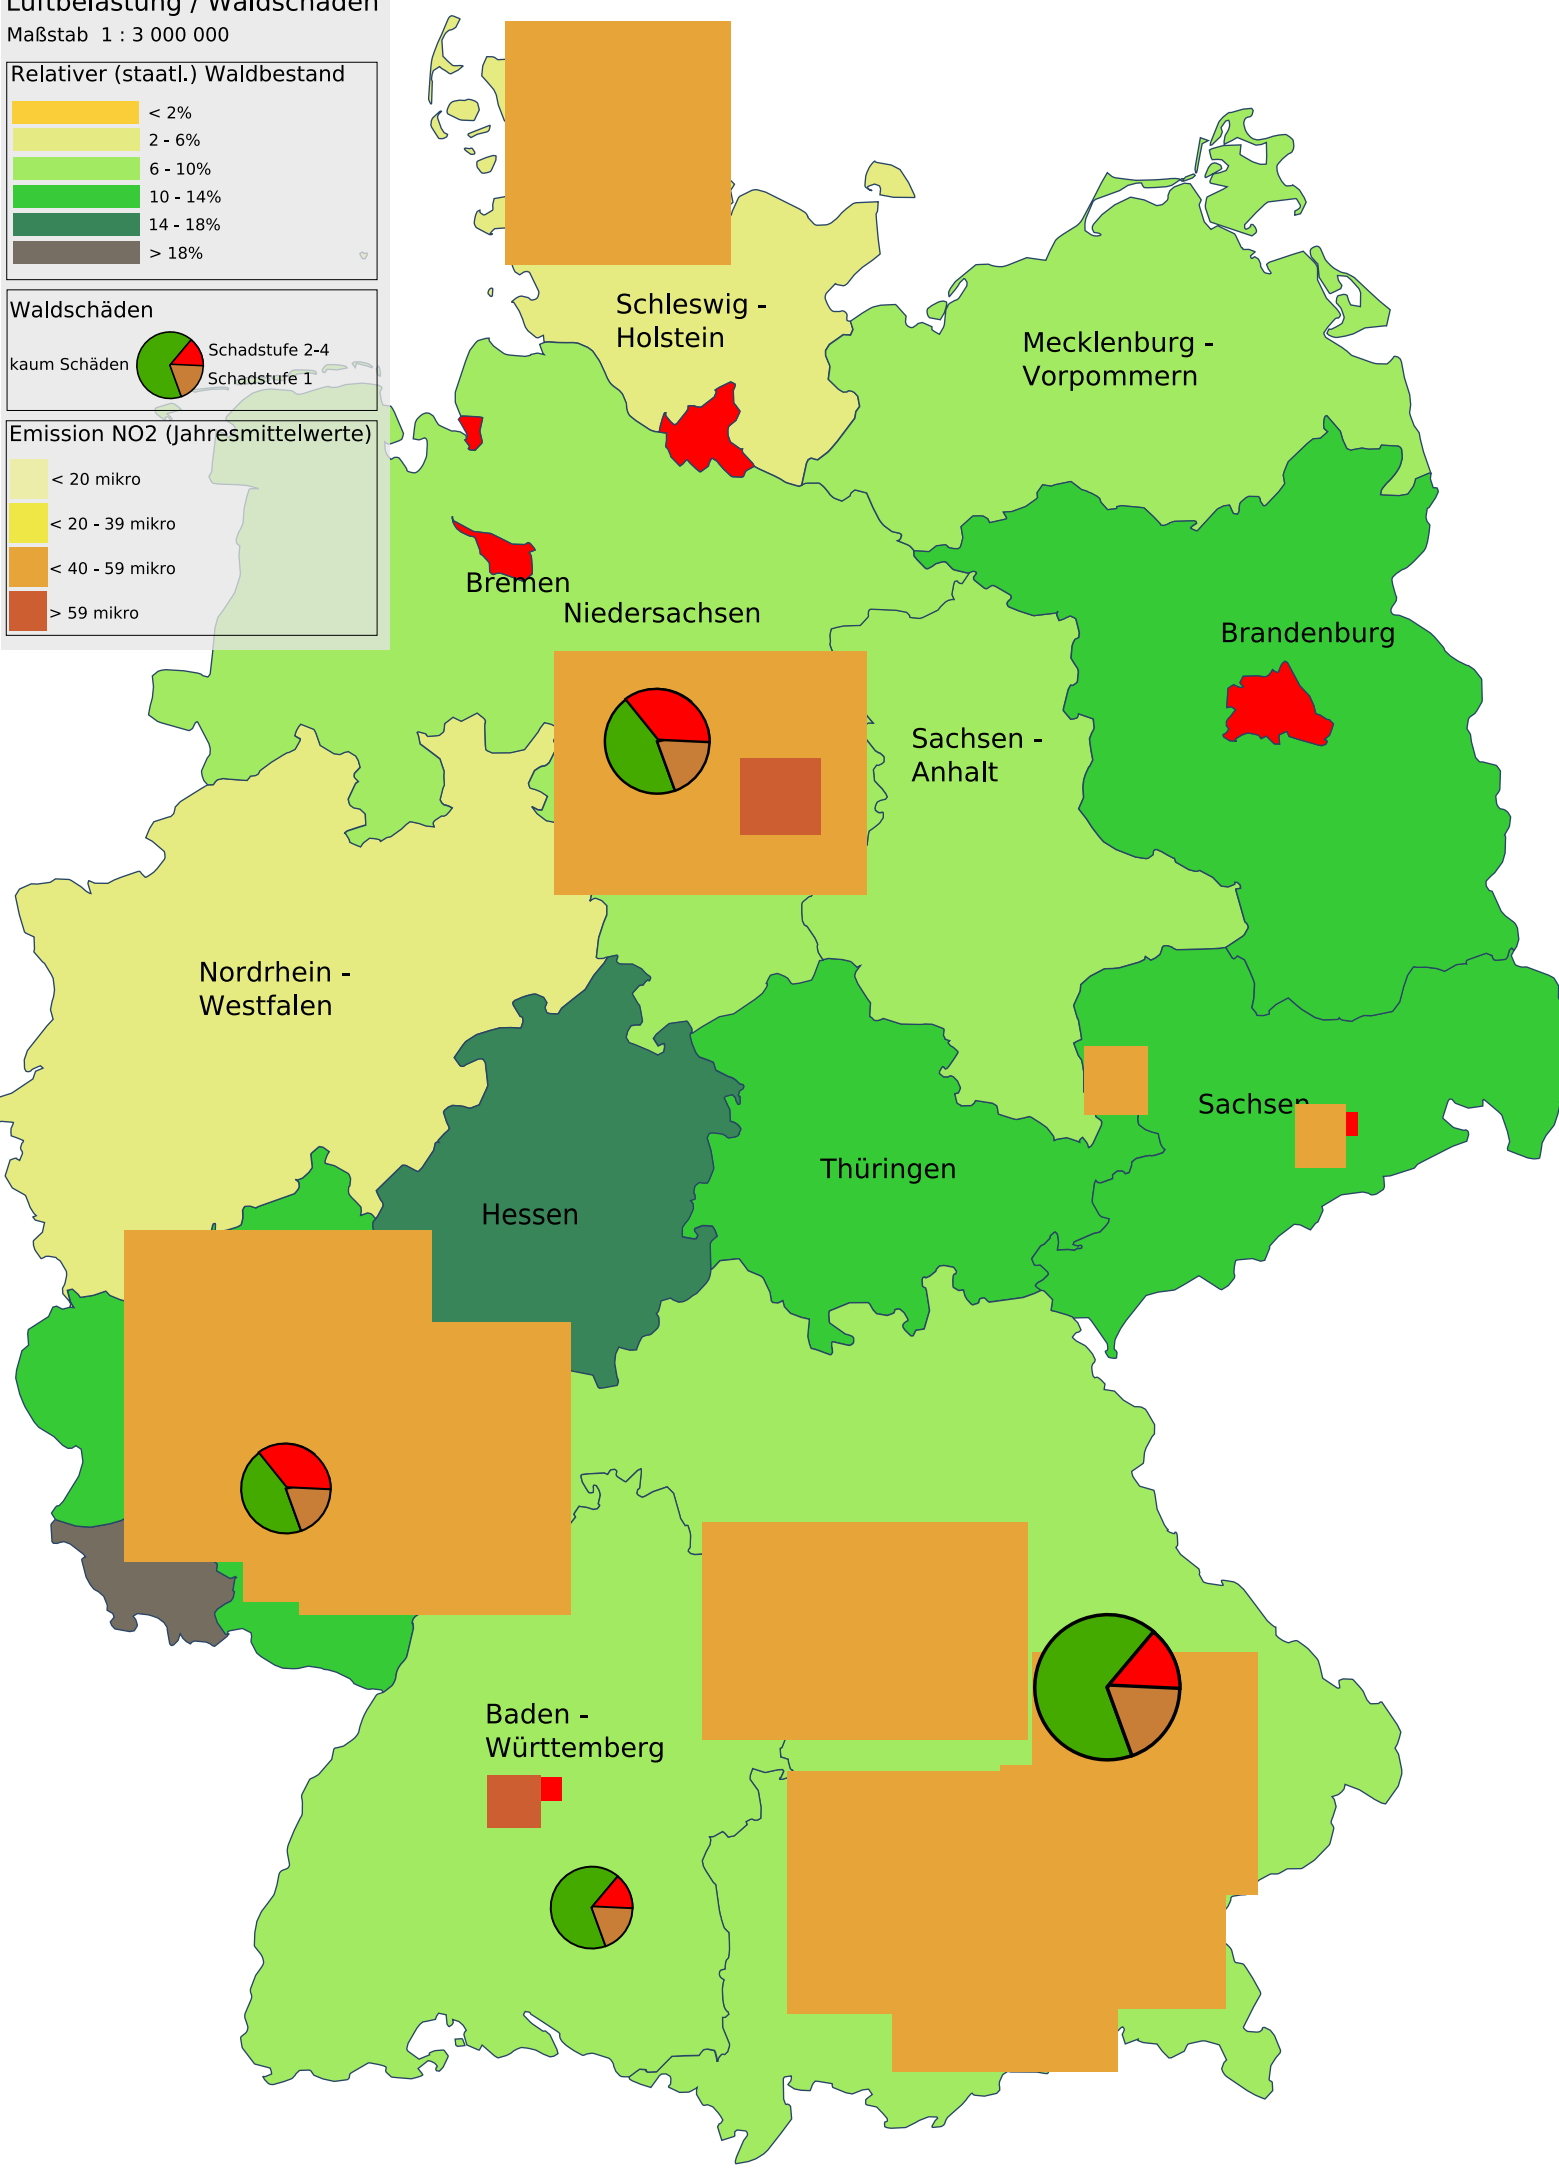 Luftbelastung / Waldschäden
Maßstab 1 : 3 000 000
Relativer (staatl.) Waldbestand
< 2%
2 - 6%
6 - 10%
10 - 14%
14 - 18%
> 18%
Waldschäden
kaum Schäden
Schadstufe 2-4
Schadstufe 1
Emission NO2 (Jahresmittelwerte)
< 20 mikro
< 20 - 39 mikro
< 40 - 59 mikro
> 59 mikro
Schleswig -
Holstein
Mecklenburg -
Vorpommern
Bremen
Niedersachsen
Brandenburg
Sachsen -
Anhalt
Nordrhein -
Westfalen
Sachsen
Thüringen
Hessen
Baden -
Württemberg